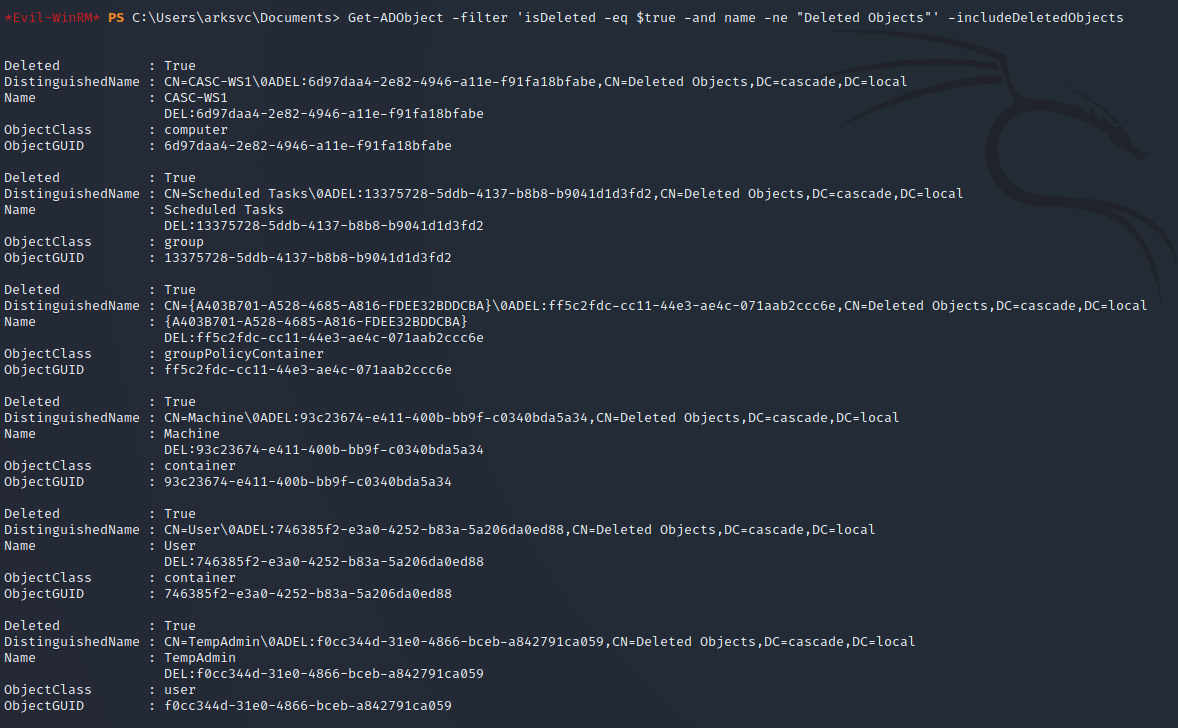 *Evil-WinRM* PS C:\Users\arksvc\Documents> Get-ADObject -filter 'isDeleted -eq $true -and name -ne "Deleted Objects"' -includeDeletedObjects
Deleted           : True
DistinguishedName : CN=CASC-WS1\0ADEL:6d97daa4-2e82-4946-a11e-f91fa18bfabe,CN=Deleted Objects,DC=cascade,DC=local
Name              : CASC-WS1
                    DEL:6d97daa4-2e82-4946-a11e-f91fa18bfabe
ObjectClass       : computer
ObjectGUID        : 6d97daa4-2e82-4946-a11e-f91fa18bfabe
Deleted           : True
DistinguishedName : CN=Scheduled Tasks\0ADEL:13375728-5ddb-4137-b8b8-b9041d1d3fd2,CN=Deleted Objects,DC=cascade,DC=local
Name              : Scheduled Tasks
                    DEL:13375728-5ddb-4137-b8b8-b9041d1d3fd2
ObjectClass       : group
ObjectGUID        : 13375728-5ddb-4137-b8b8-b9041d1d3fd2
Deleted           : True
DistinguishedName : CN={A403B701-A528-4685-A816-FDEE32BDDCBA}\0ADEL:ff5c2fdc-cc11-44e3-ae4c-071aab2ccc6e,CN=Deleted Objects,DC=cascade,DC=local
Name              : {A403B701-A528-4685-A816-FDEE32BDDCBA}
                    DEL:ff5c2fdc-cc11-44e3-ae4c-071aab2ccc6e
ObjectClass       : groupPolicyContainer
ObjectGUID        : ff5c2fdc-cc11-44e3-ae4c-071aab2ccc6e
Deleted           : True
DistinguishedName : CN=Machine\0ADEL:93c23674-e411-400b-bb9f-c0340bda5a34,CN=Deleted Objects,DC=cascade,DC=local
Name              : Machine
                    DEL:93c23674-e411-400b-bb9f-c0340bda5a34
ObjectClass       : container
ObjectGUID        : 93c23674-e411-400b-bb9f-c0340bda5a34
Deleted           : True
DistinguishedName : CN=User\0ADEL:746385f2-e3a0-4252-b83a-5a206da0ed88,CN=Deleted Objects,DC=cascade,DC=local
Name              : User
                    DEL:746385f2-e3a0-4252-b83a-5a206da0ed88
ObjectClass       : container
ObjectGUID        : 746385f2-e3a0-4252-b83a-5a206da0ed88
Deleted           : True
DistinguishedName : CN=TempAdmin\0ADEL:f0cc344d-31e0-4866-bceb-a842791ca059,CN=Deleted Objects,DC=cascade,DC=local
Name              : TempAdmin
                    DEL:f0cc344d-31e0-4866-bceb-a842791ca059
ObjectClass       : user
ObjectGUID        : f0cc344d-31e0-4866-bceb-a842791ca059